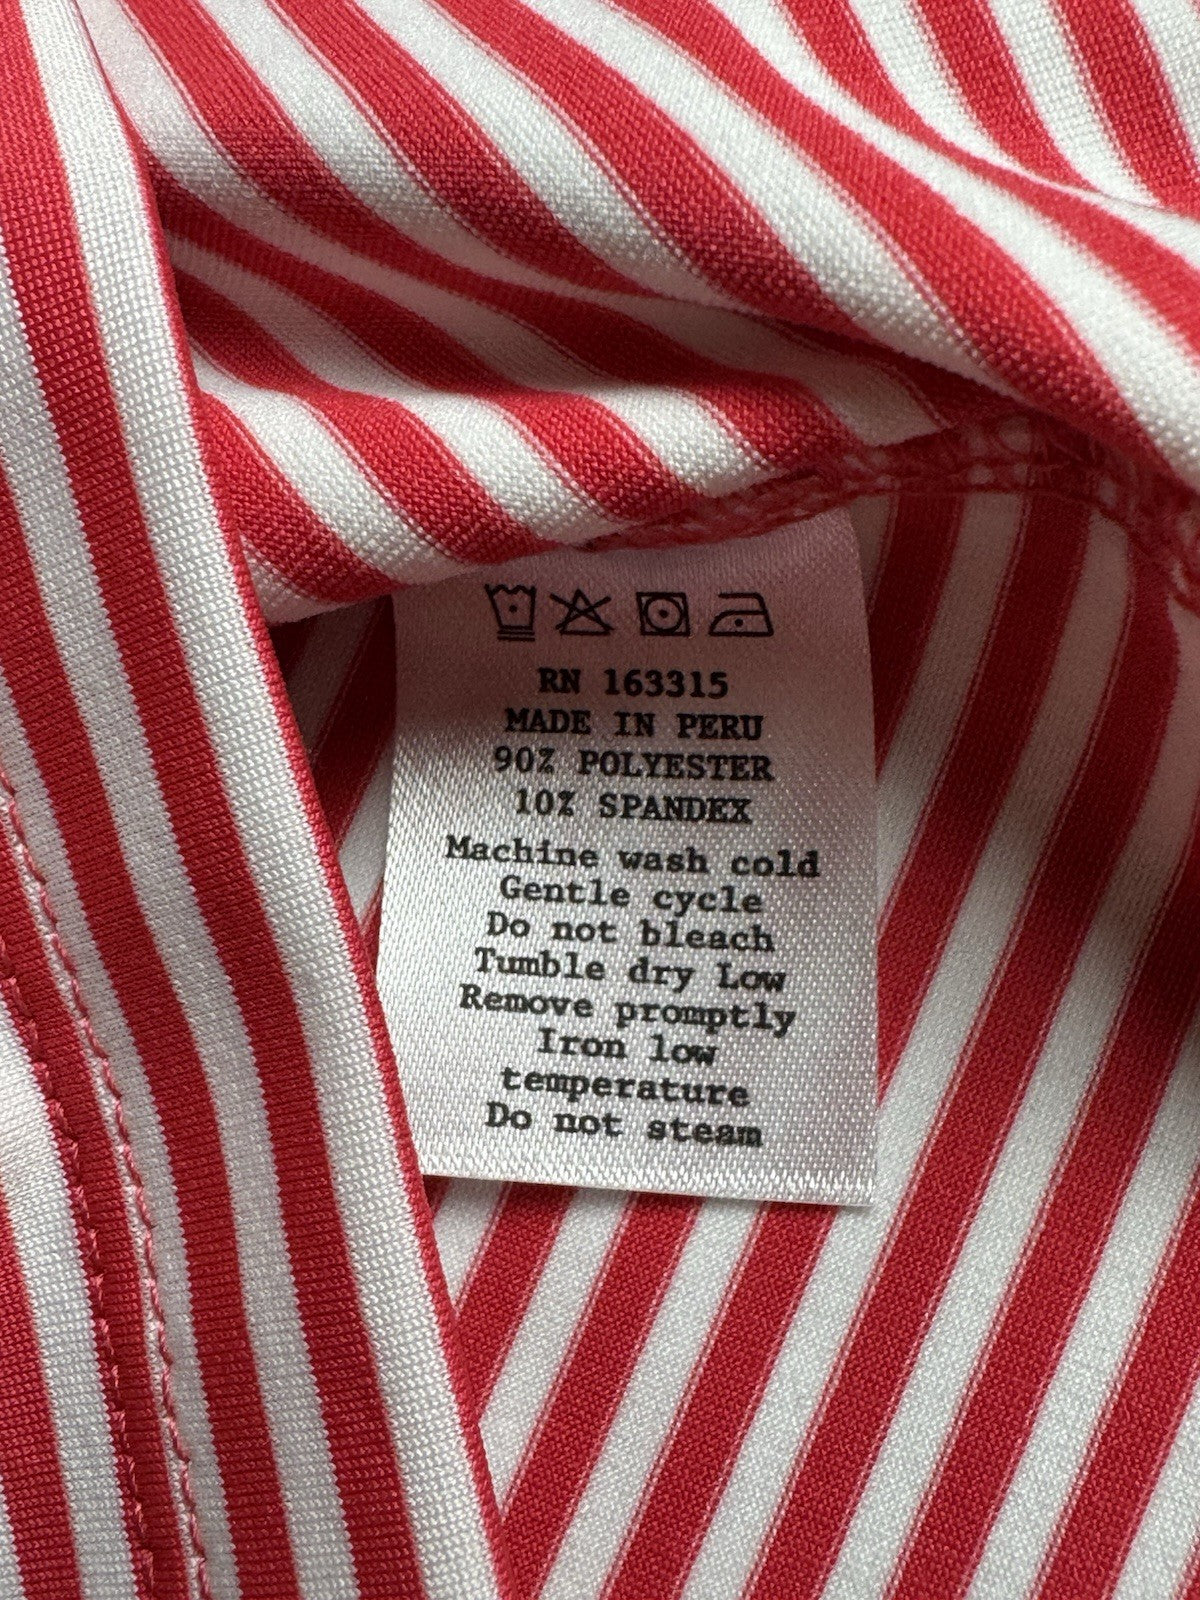 RN 163315
MADE IN PERU
90% POLYESTER
10% SPANDEX
Machine wash cold
Gentle cycle
Do not bleach
Tumble dry Low
Remove promptly
Iron low
temperature
Do not steam